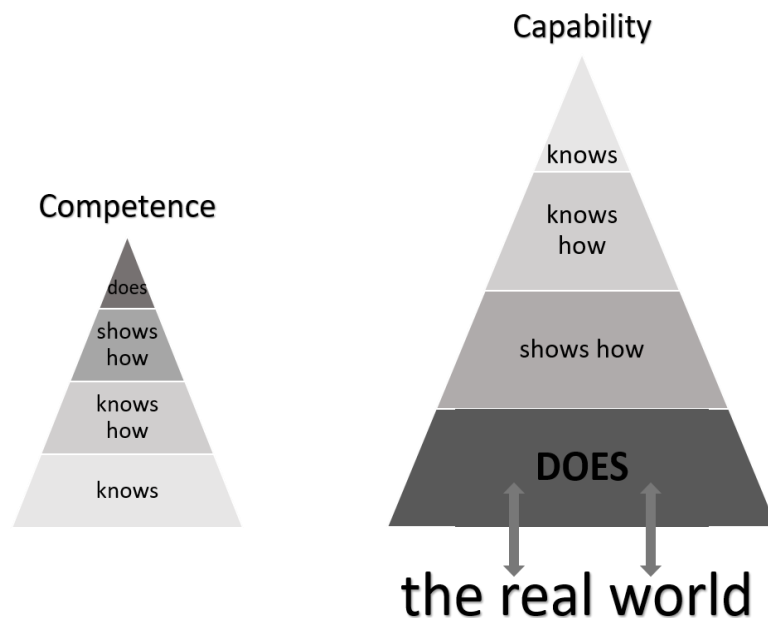 Competence
does
shows
how
knows
how
knows
Capability
knows
knows
how
shows how
DOES
the real world